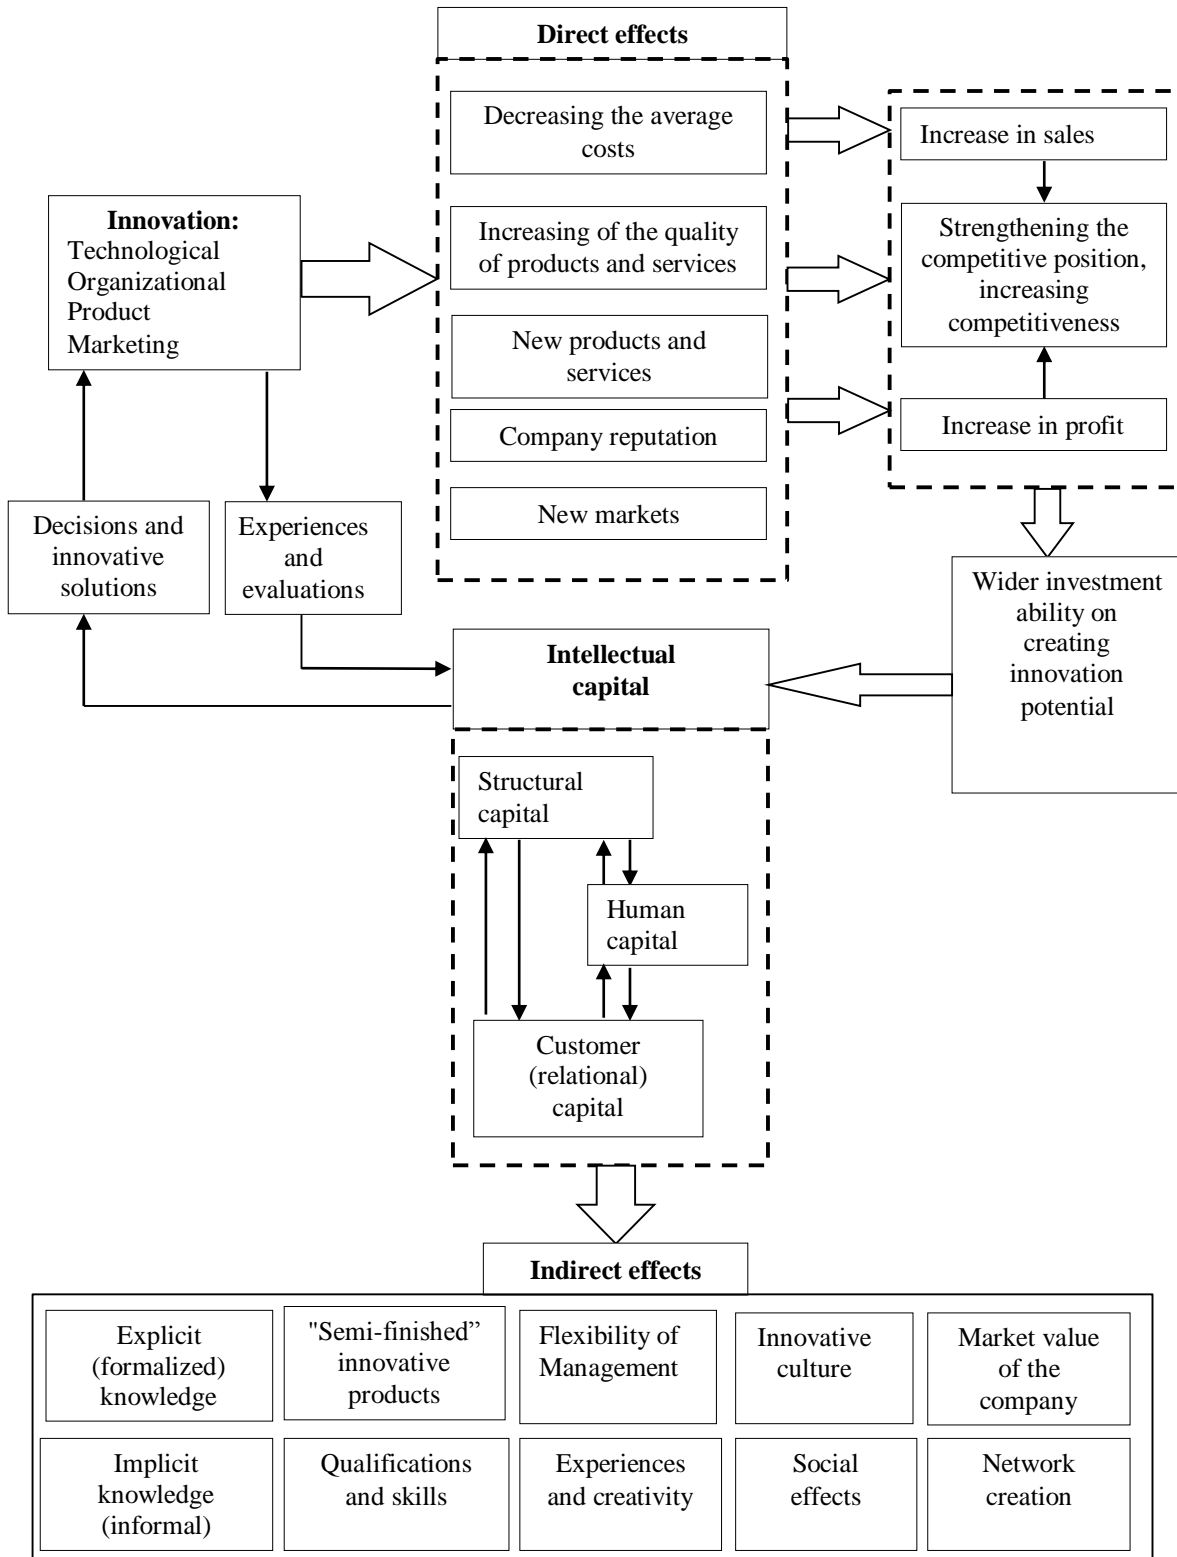 Direct effects
Decreasing the average
costs
Increasing of the quality
of products and services
New products and
services
Company reputation
New markets
Increase in sales
Strengthening the
competitive position,
increasing
competitiveness
Increase in profit
Innovation:
Technological
Organizational
Product
Marketing
Decisions and
innovative
solutions
Experiences
and
evaluations
Wider investment
ability on
creating
innovation
potential
Intellectual
capital
Structural
capital
Human
capital
Customer
(relational)
capital
Indirect effects
Explicit
(formalized)
knowledge
"Semi-finished”
innovative
products
Flexibility of
Management
Innovative
culture
Market value
of the
company
Implicit
knowledge
(informal)
Qualifications
and skills
Experiences
and creativity
Social
effects
Network
creation